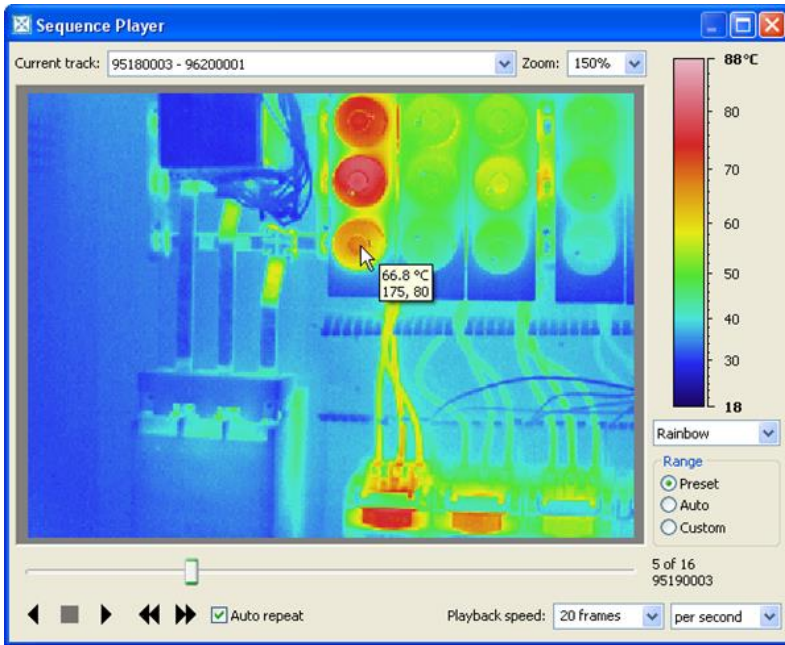 Sequence Player
Current track: 95180003 - 96200001 Zoom: 150%
88°C
80
70
60
50
40
30
18
66.8 °C
175, 80
Rainbow
Range
Preset
Auto
Custom
5 of 16
95190003
Auto repeat Playback speed: 20 frames per second